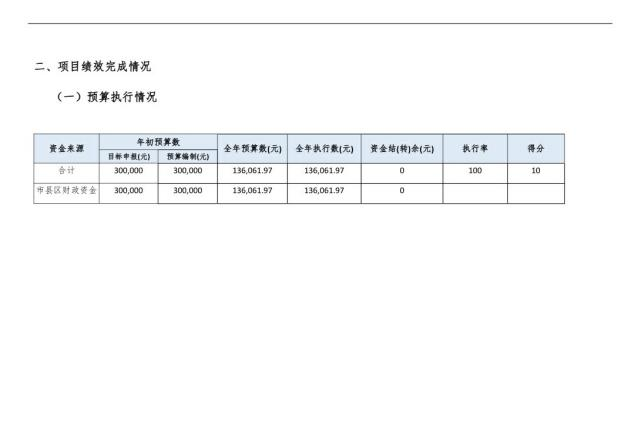 二、项目绩效完成情况
（一）预算执行情况
资金来源 年初预算数 全年预算数(元) 全年执行数(元) 资金结(转)余(元) 执行率 得分
目标申报(元) 预算编制(元)
合计 300,000 300,000 136,061.97 136,061.97 0 100 10
市县区财政资金 300,000 300,000 136,061.97 136,061.97 0